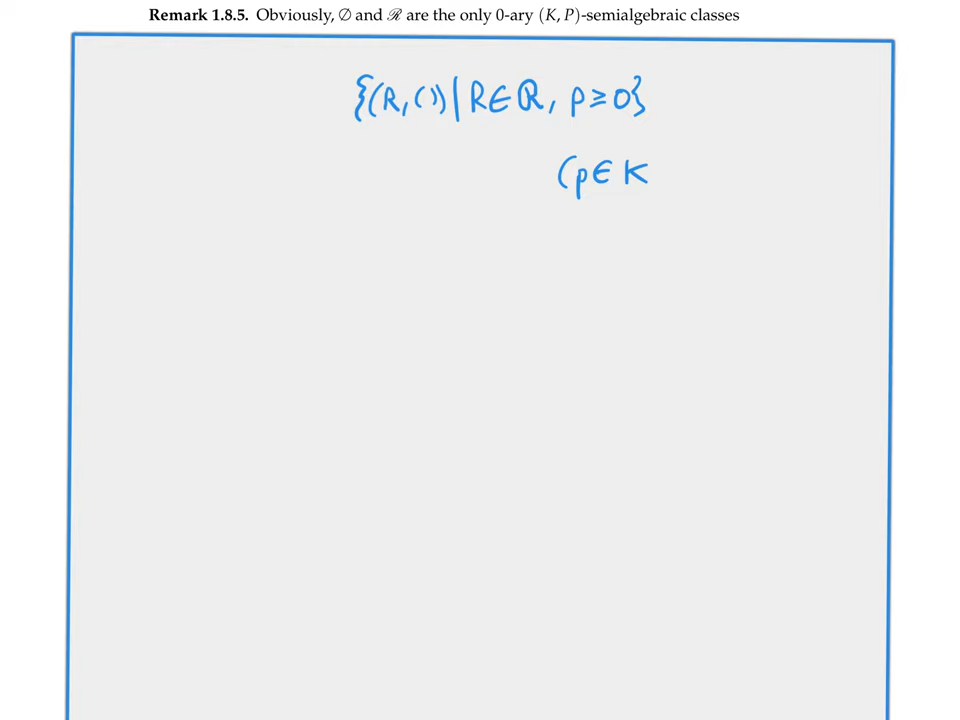 Remark 1.8.5. Obviously, ∅ and ℛ are the only 0-ary (K, P)-semialgebraic classes
{(R, ()) | R ∈ ℛ, p ≥ 0}
(p ∈ K